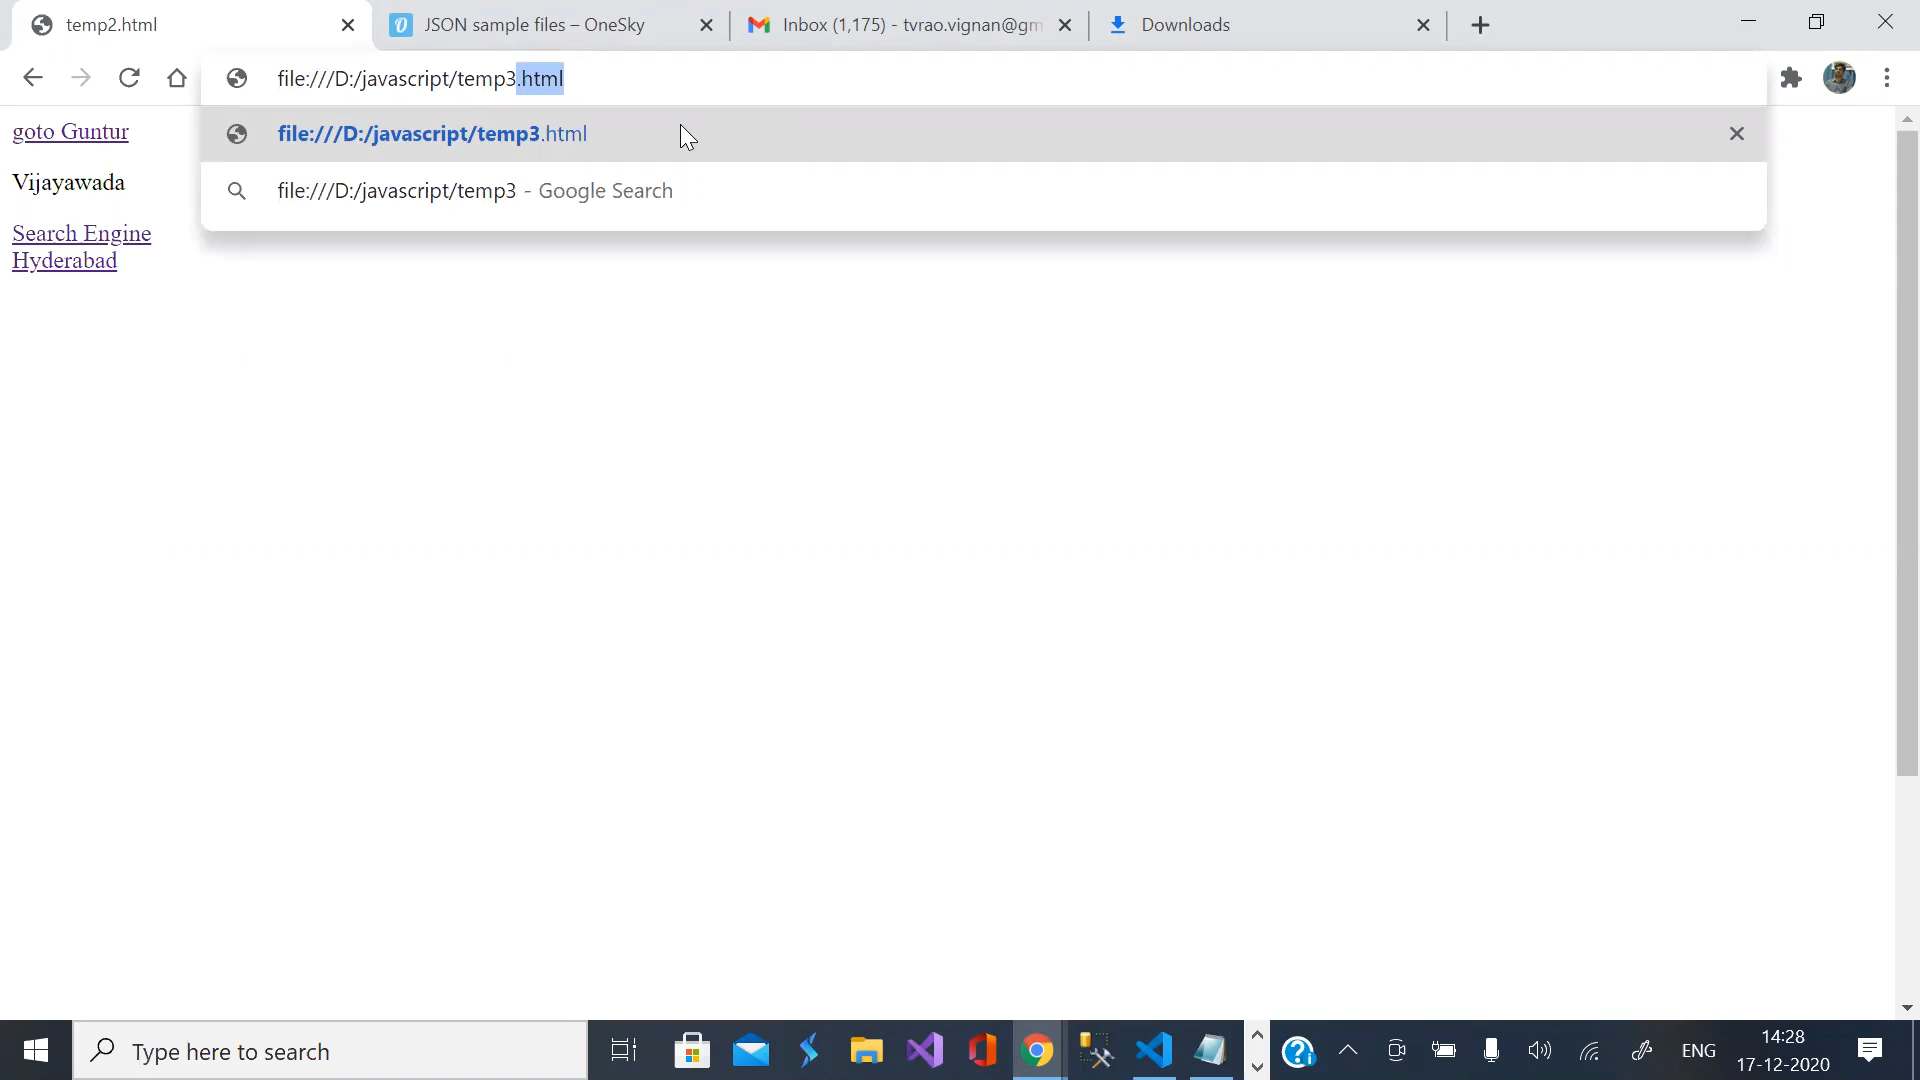 temp2.html
JSON sample files – OneSky
Inbox (1,175) - tvrao.vignan@gm
Downloads
file:///D:/javascript/temp3.html
file:///D:/javascript/temp3.html
file:///D:/javascript/temp3 - Google Search
goto Guntur
Vijayawada
Search Engine
Hyderabad
Type here to search
ENG
14:28
17-12-2020